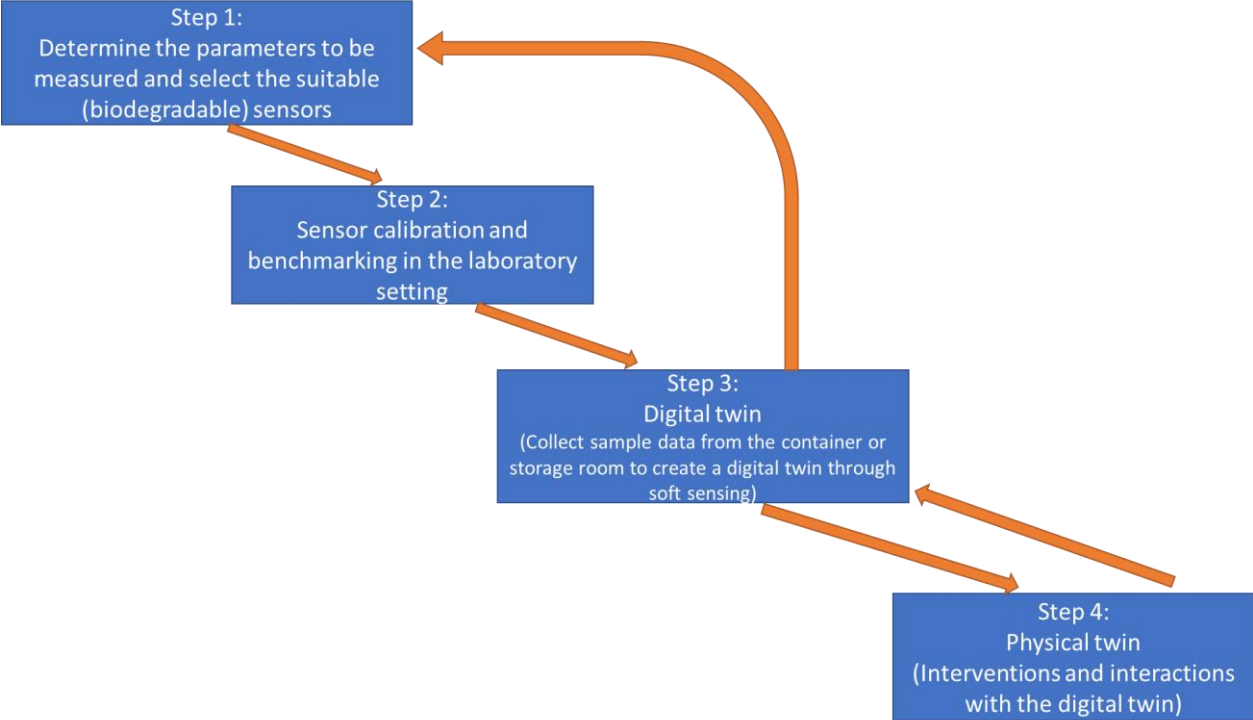 Step 1:
Determine the parameters to be
measured and select the suitable
(biodegradable) sensors
Step 2:
Sensor calibration and
benchmarking in the laboratory
setting
Step 3:
Digital twin
(Collect sample data from the container or
storage room to create a digital twin through
soft sensing)
Step 4:
Physical twin
(Interventions and interactions
with the digital twin)